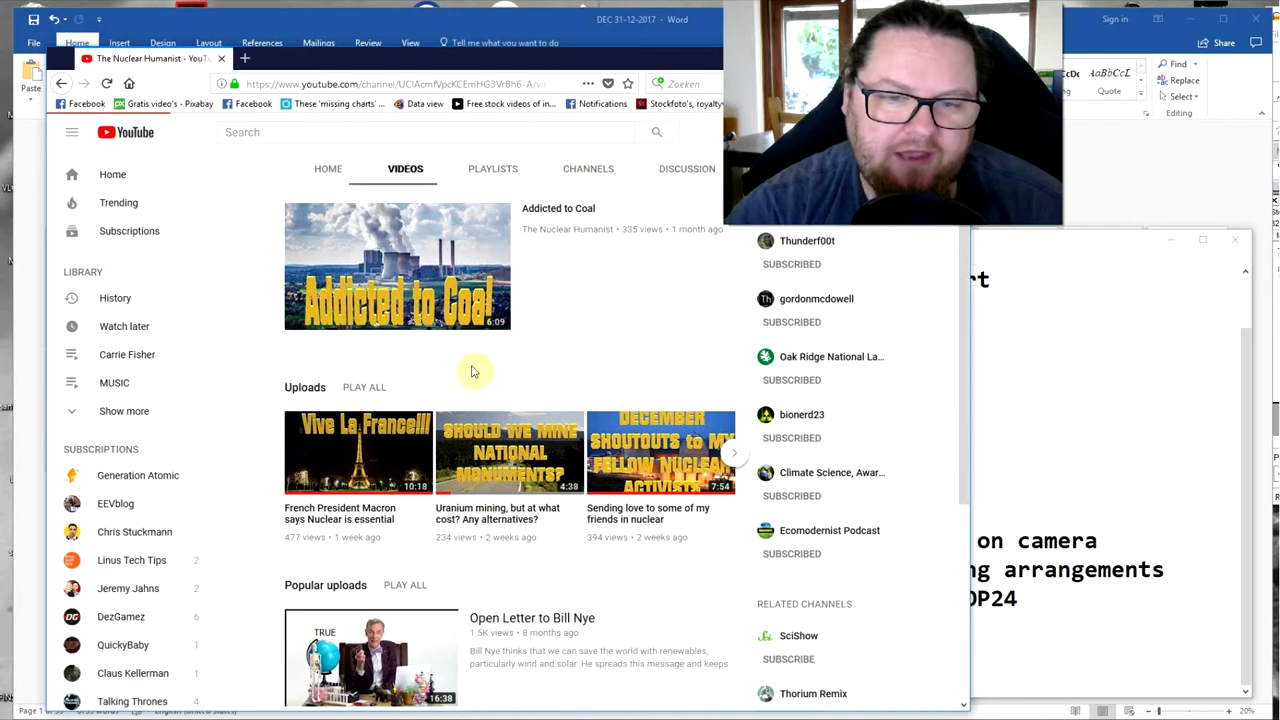 DEC 31-12-2017 - Word
Sign in
File Home Insert Design Layout References Mailings Review View Tell me what you want to do
Share
The Nuclear Humanist - YouT
Paste
https://www.youtube.com/channel/UCIAcmfVpcKCEmHG3VrBh6-A/vi
Zoeken
Facebook Gratis video's - Pixabay Facebook These 'missing charts' ... Data view Free stock videos of in... Notifications Stockfotos, royalty
AaBbCcL
Quote
Find
Replace
Select
Editing
YouTube
Search
HOME VIDEOS PLAYLISTS CHANNELS DISCUSSION
Home
Trending
Subscriptions
LIBRARY
History
Watch later
Carrie Fisher
MUSIC
Show more
SUBSCRIPTIONS
Generation Atomic
EEVblog
Chris Stuckmann
Linus Tech Tips 2
Jeremy Jahns 2
DezGamez 6
QuickyBaby 1
Claus Kellerman 1
Talking Thrones 4
Addicted to Coal
6:09
Addicted to Coal
The Nuclear Humanist • 335 views • 1 month ago
Uploads PLAY ALL
Vive La France!!!
10:18
French President Macron
says Nuclear is essential
477 views • 1 week ago
SHOULD WE MINE
NATIONAL
MONUMENTS?
4:38
Uranium mining, but at what
cost? Any alternatives?
234 views • 2 weeks ago
DECEMBER
SHOUTOUTS to MY
FELLOW NUCLEAR
ACTIVISTS
7:54
Sending love to some of my
friends in nuclear
394 views • 2 weeks ago
Popular uploads PLAY ALL
TRUE
16:38
Open Letter to Bill Nye
1.5K views • 8 months ago
Bill Nye thinks that we can save the world with renewables,
particularly wind and solar. He spreads this message and keeps
Thunderf00t
SUBSCRIBED
gordonmcdowell
SUBSCRIBED
Oak Ridge National La...
SUBSCRIBED
bionerd23
SUBSCRIBED
Climate Science, Awar...
SUBSCRIBED
Ecomodernist Podcast
SUBSCRIBED
RELATED CHANNELS
SciShow
SUBSCRIBE
Thorium Remix
rt
on camera
ng arrangements
OP24
20%